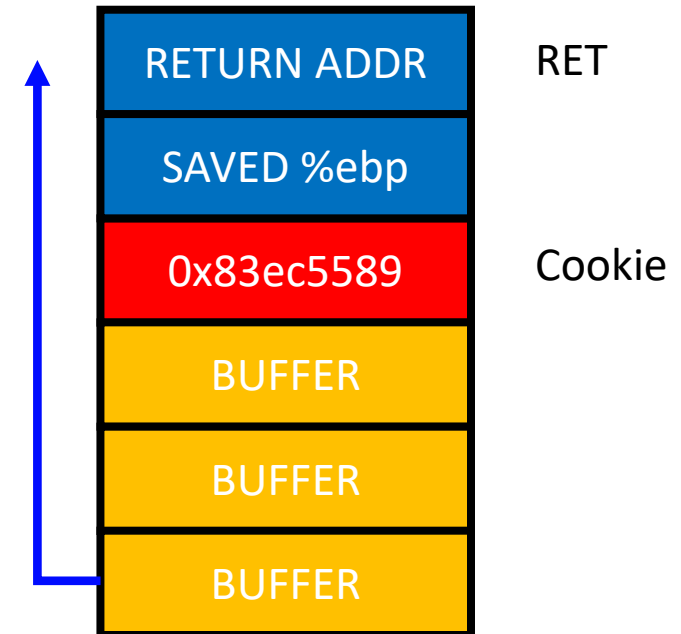 RETURN ADDR RET
SAVED %ebp
0x83ec5589 Cookie
BUFFER
BUFFER
BUFFER